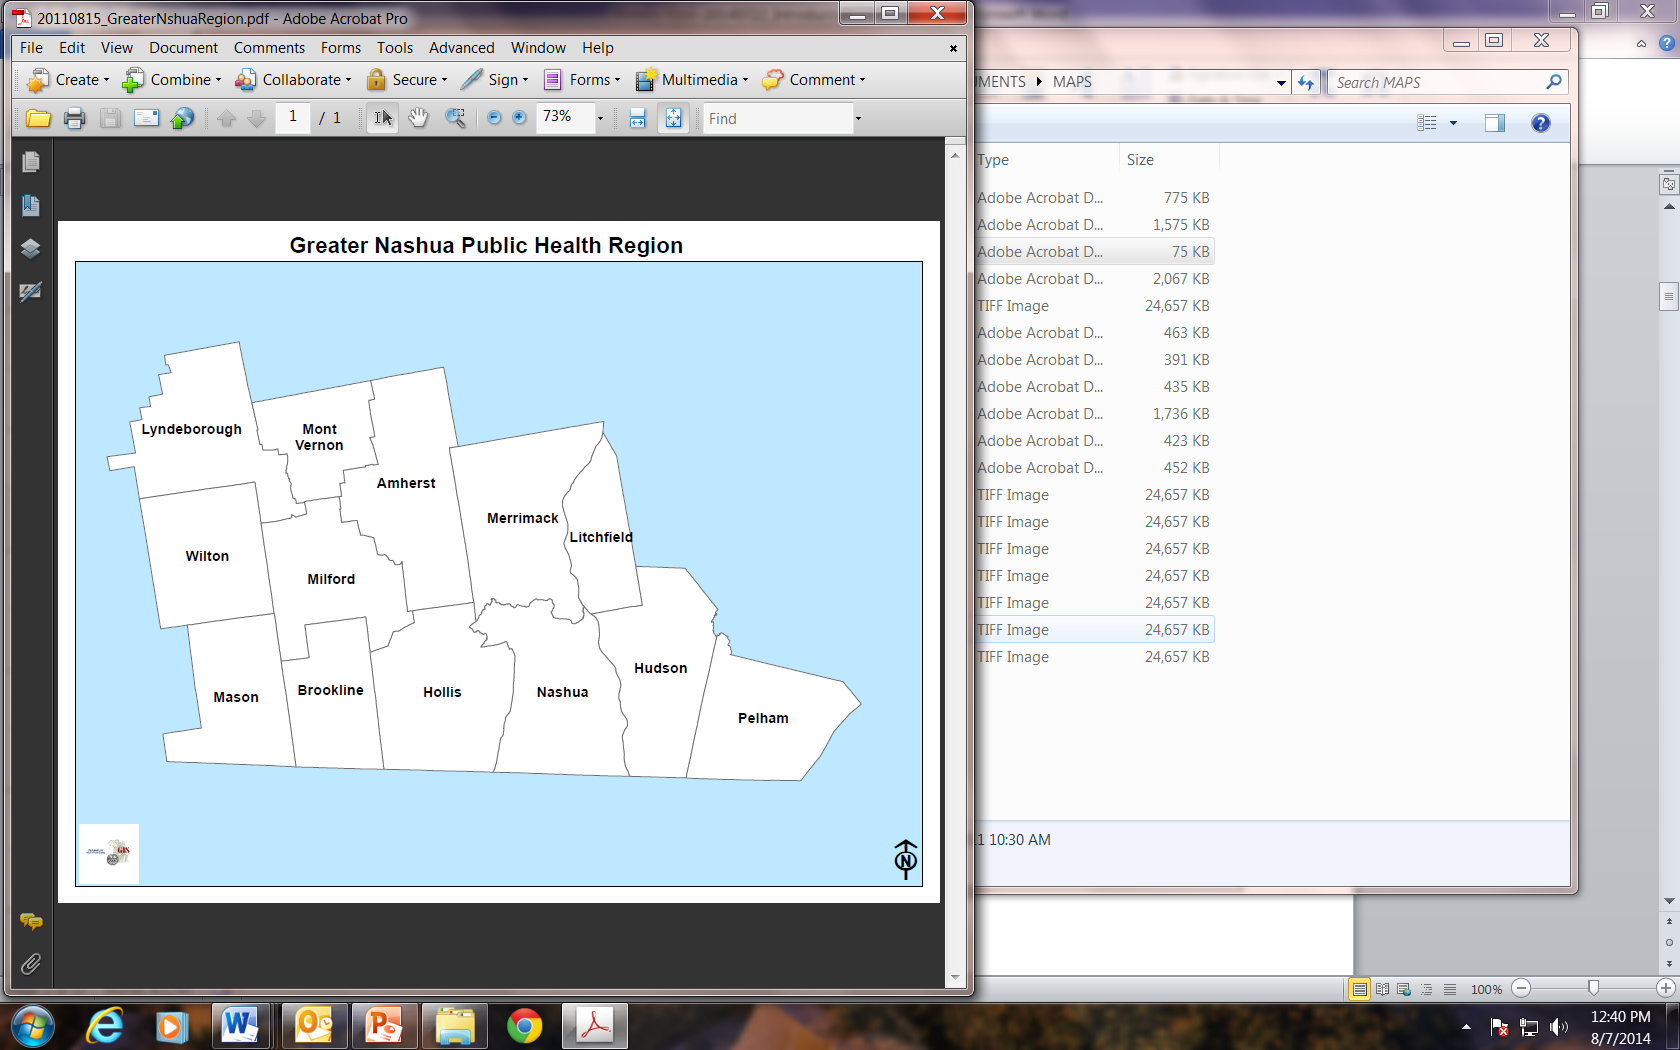 20110815_GreaterNshuaRegion.pdf - Adobe Acrobat Pro
File Edit View Document Comments Forms Tools Advanced Window Help
Create Combine Collaborate Secure Sign Forms Multimedia Comment
1 / 1 73% Find
Greater Nashua Public Health Region
Lyndeborough
Mont
Vernon
Amherst
Merrimack
Litchfield
Wilton
Milford
Hudson
Mason
Brookline
Hollis
Nashua
Pelham
GIS
N
UMENTS MAPS
Search MAPS
Type Size
Adobe Acrobat D... 775 KB
Adobe Acrobat D... 1,575 KB
Adobe Acrobat D... 75 KB
Adobe Acrobat D... 2,067 KB
TIFF Image 24,657 KB
Adobe Acrobat D... 463 KB
Adobe Acrobat D... 391 KB
Adobe Acrobat D... 435 KB
Adobe Acrobat D... 1,736 KB
Adobe Acrobat D... 423 KB
Adobe Acrobat D... 452 KB
TIFF Image 24,657 KB
TIFF Image 24,657 KB
TIFF Image 24,657 KB
TIFF Image 24,657 KB
TIFF Image 24,657 KB
TIFF Image 24,657 KB
TIFF Image 24,657 KB
1 10:30 AM
100%
12:40 PM
8/7/2014